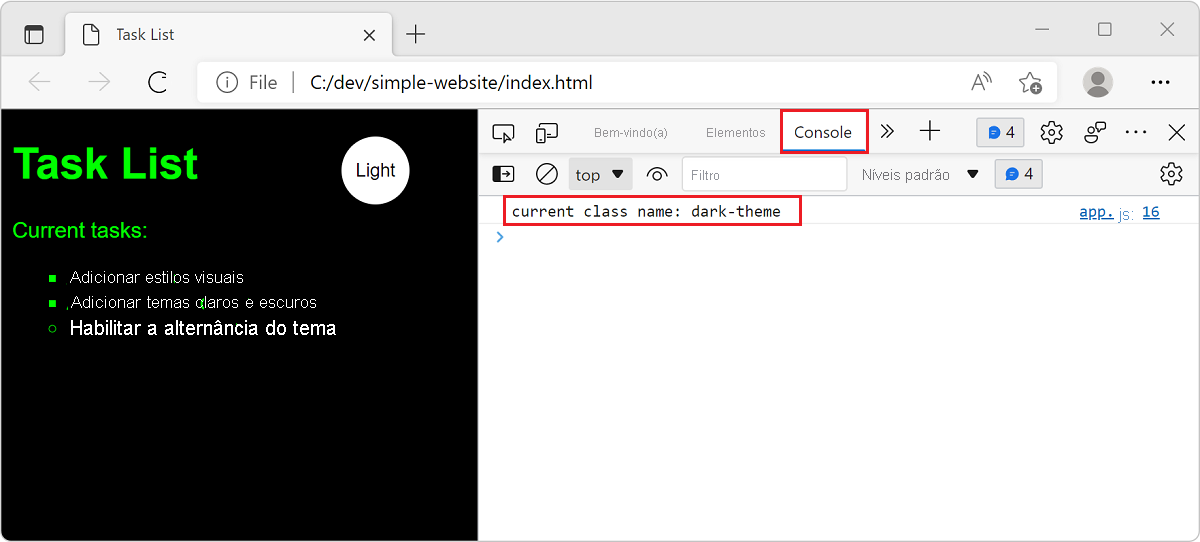 Task List
File C:/dev/simple-website/index.html
Task List
Light
Current tasks:
Adicionar estilos visuais
Adicionar temas claros e escuros
Habilitar a alternância do tema
Bem-vindo(a) Elementos Console 4
top Filtro Níveis padrão 4
current class name: dark-theme app.js: 16